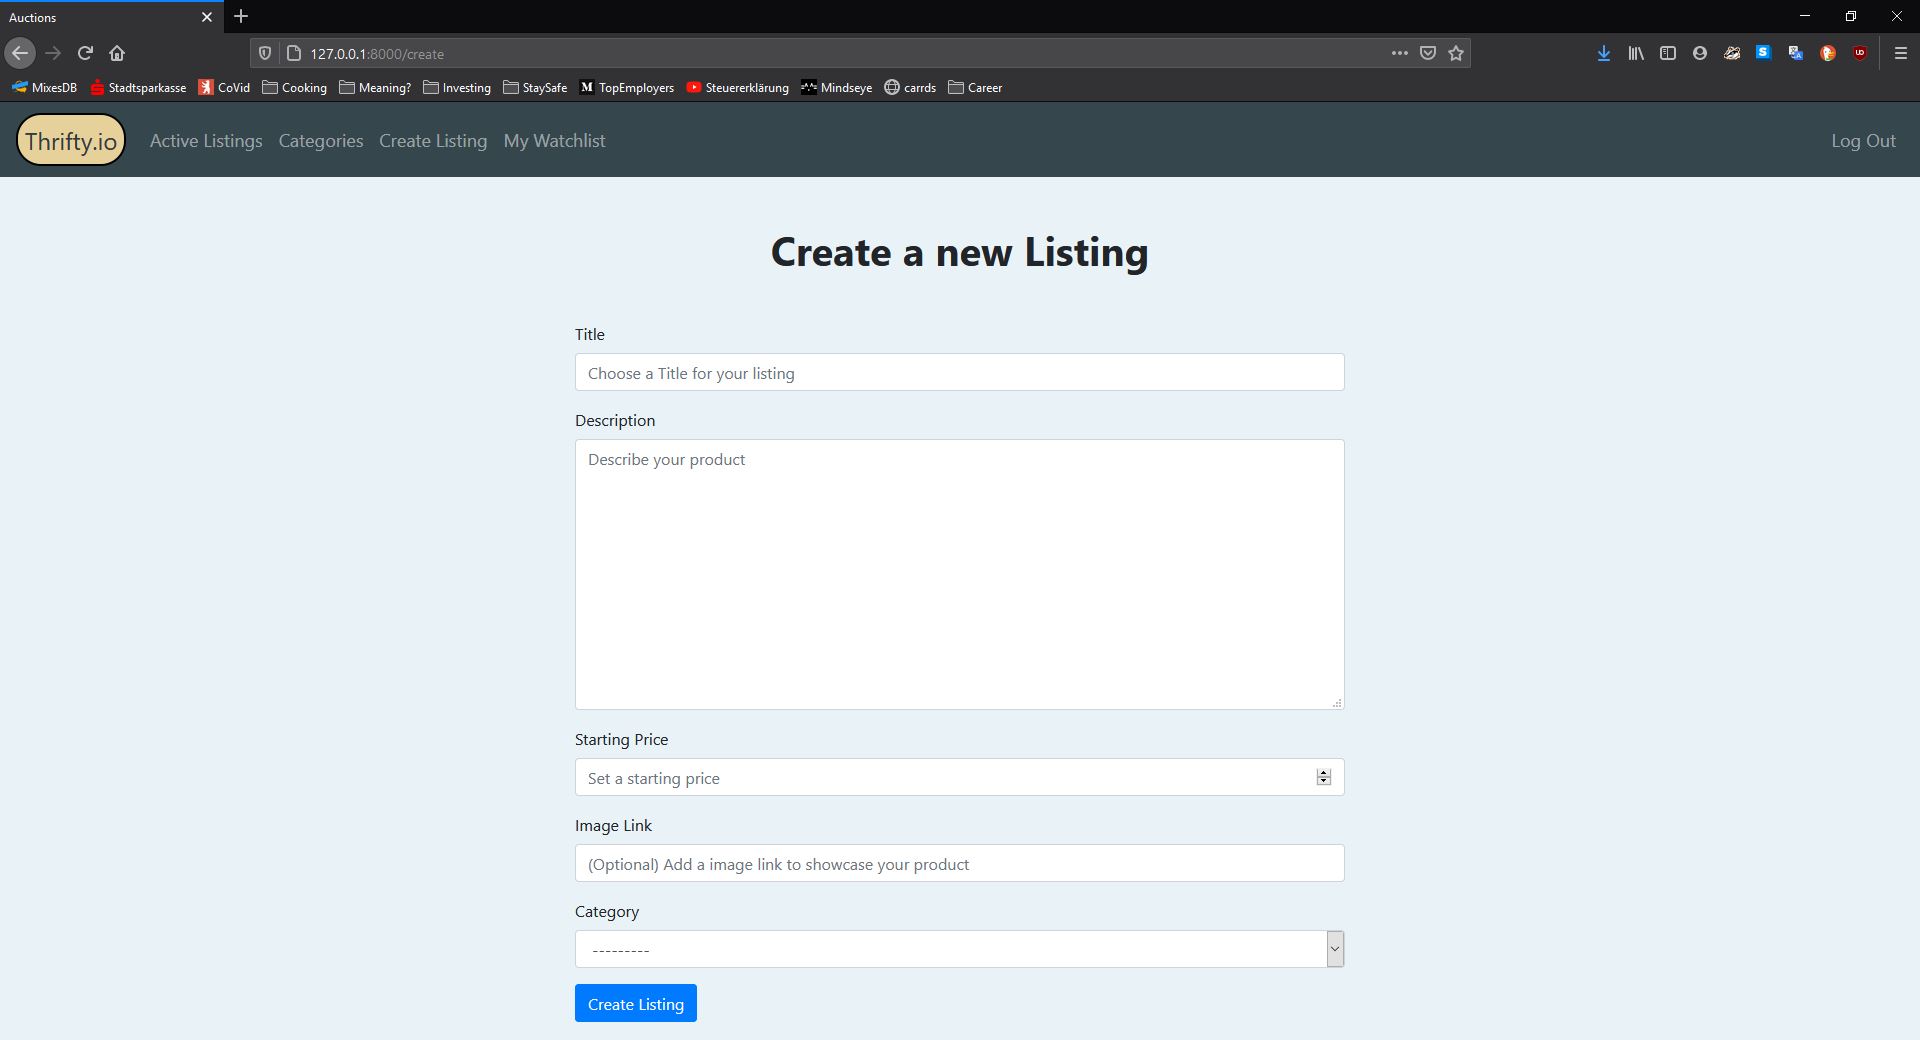 Auctions
127.0.0.1:8000/create
MixesDB Stadtsparkasse CoVid Cooking Meaning? Investing StaySafe M TopEmployers Steuererklärung Mindseye carrds Career
Thrifty.io Active Listings Categories Create Listing My Watchlist Log Out
Create a new Listing
Title
Choose a Title for your listing
Description
Describe your product
Starting Price
Set a starting price
Image Link
(Optional) Add a image link to showcase your product
Category
---------
Create Listing